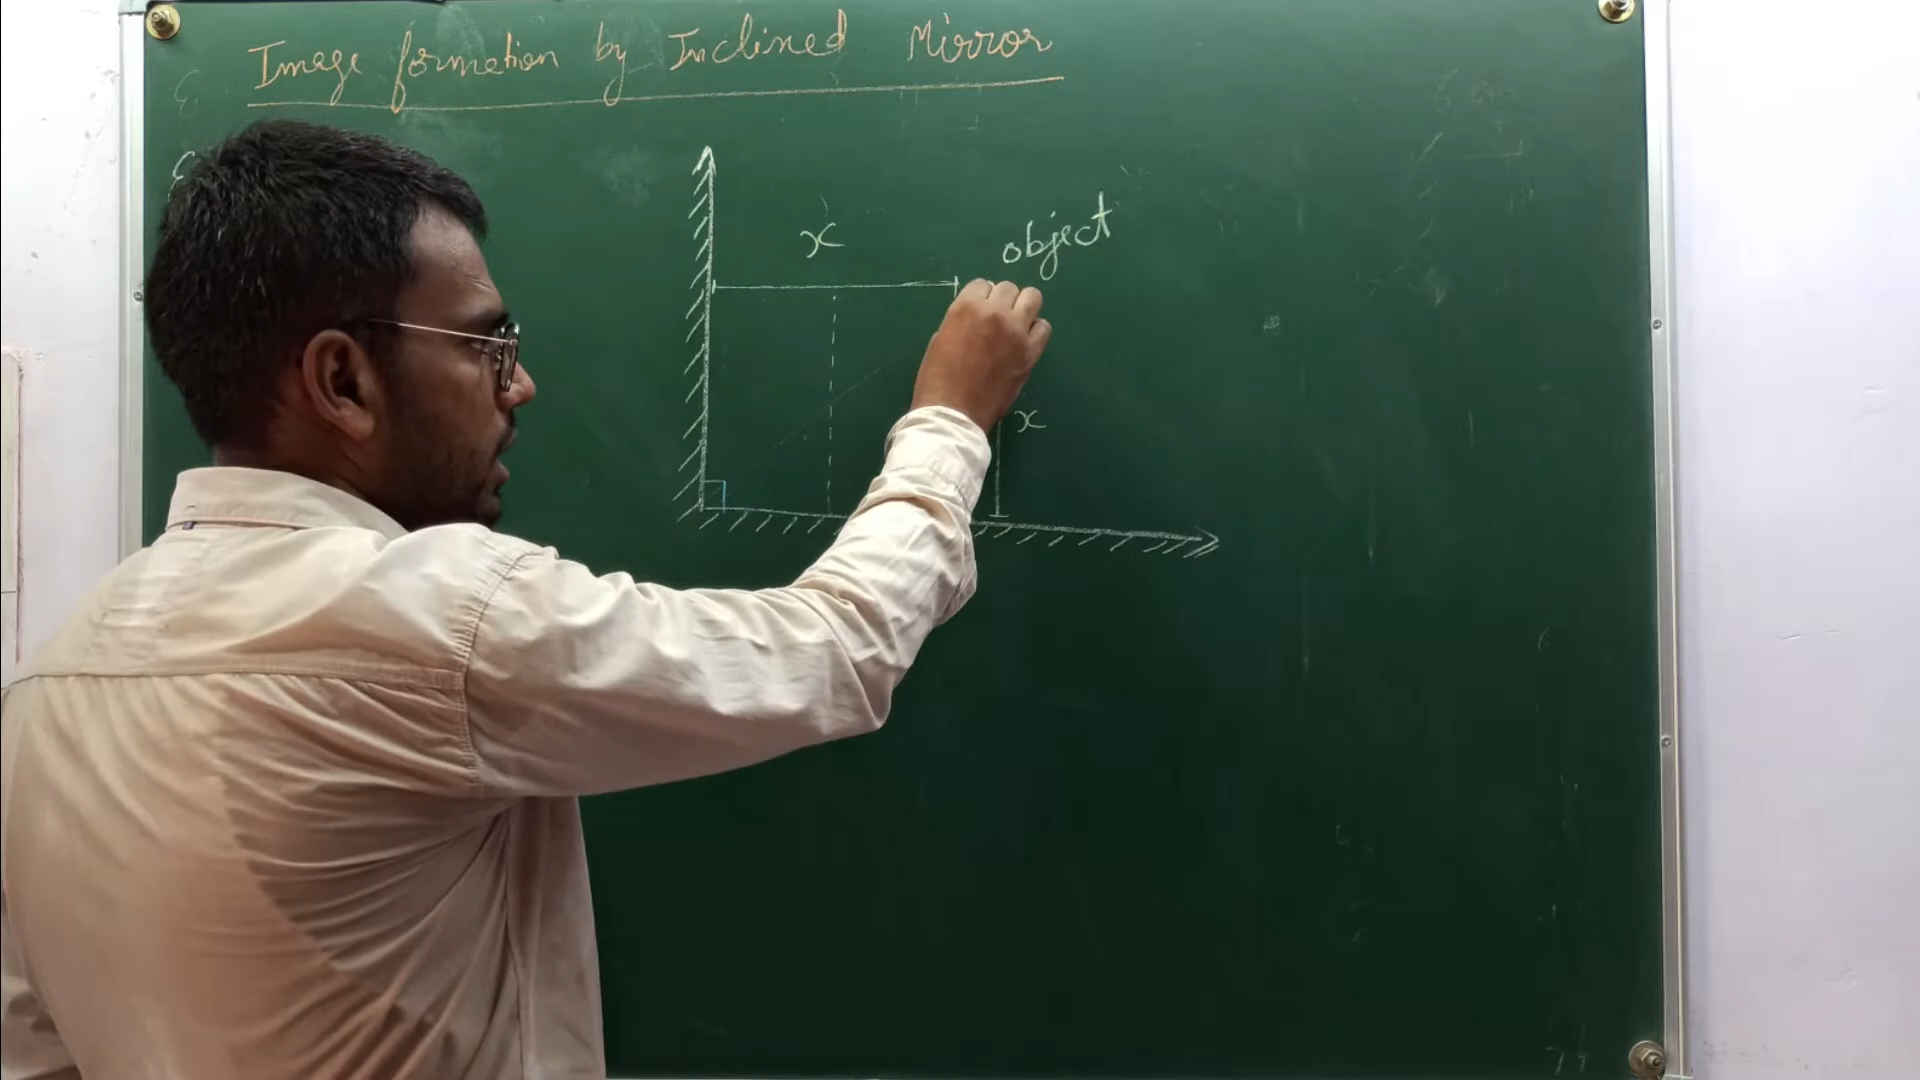 Image formation by Inclined Mirror
x
object
x